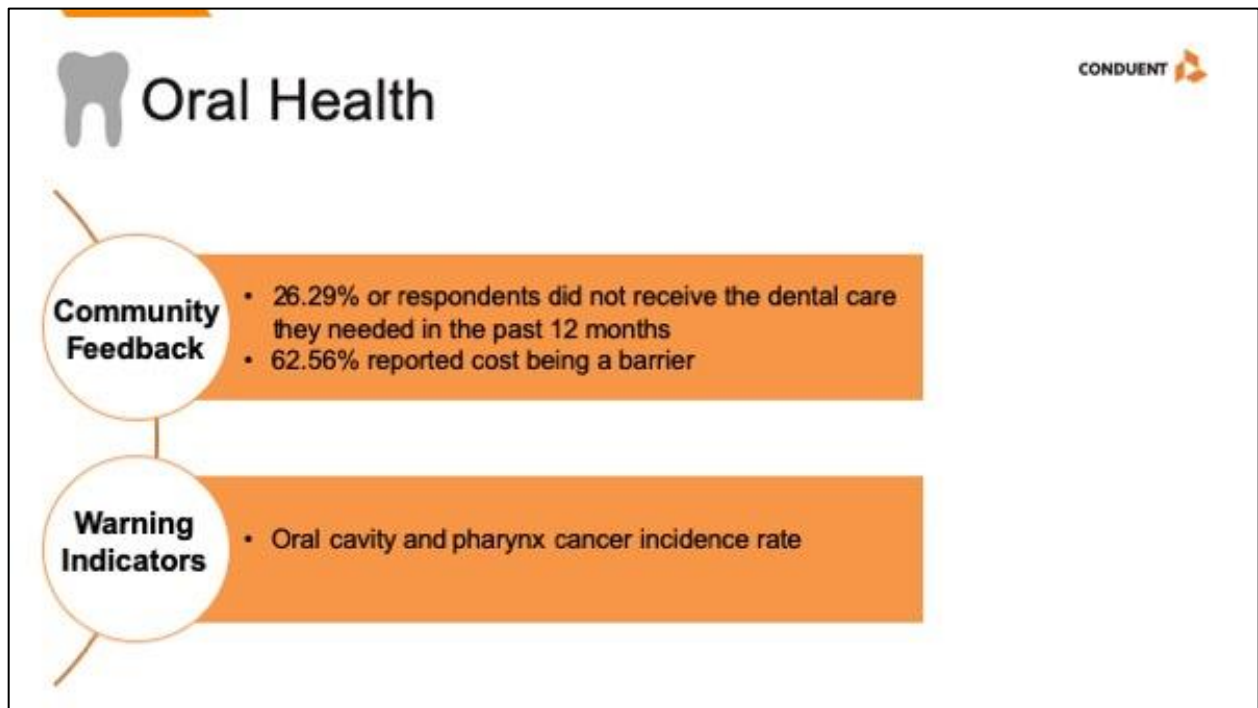 CONDUENT
Oral Health
Community
Feedback
• 26.29% or respondents did not receive the dental care
they needed in the past 12 months
• 62.56% reported cost being a barrier
Warning
Indicators
• Oral cavity and pharynx cancer incidence rate